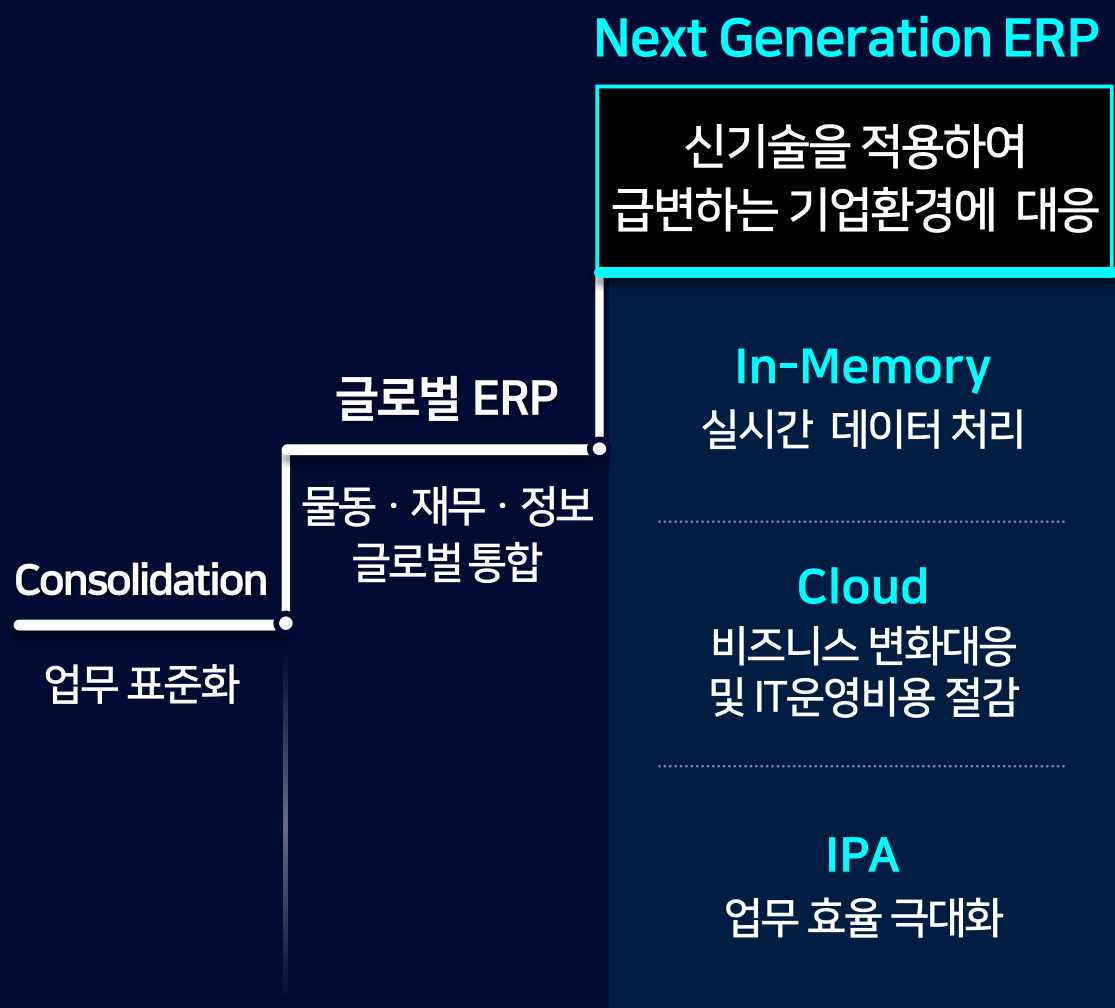 Next Generation ERP
신기술을 적용하여
급변하는 기업환경에 대응
In-Memory
실시간 데이터 처리
Cloud
비즈니스 변화대응
및 IT운영비용 절감
IPA
업무 효율 극대화
글로벌 ERP
물동 · 재무 · 정보
글로벌 통합
Consolidation
업무 표준화